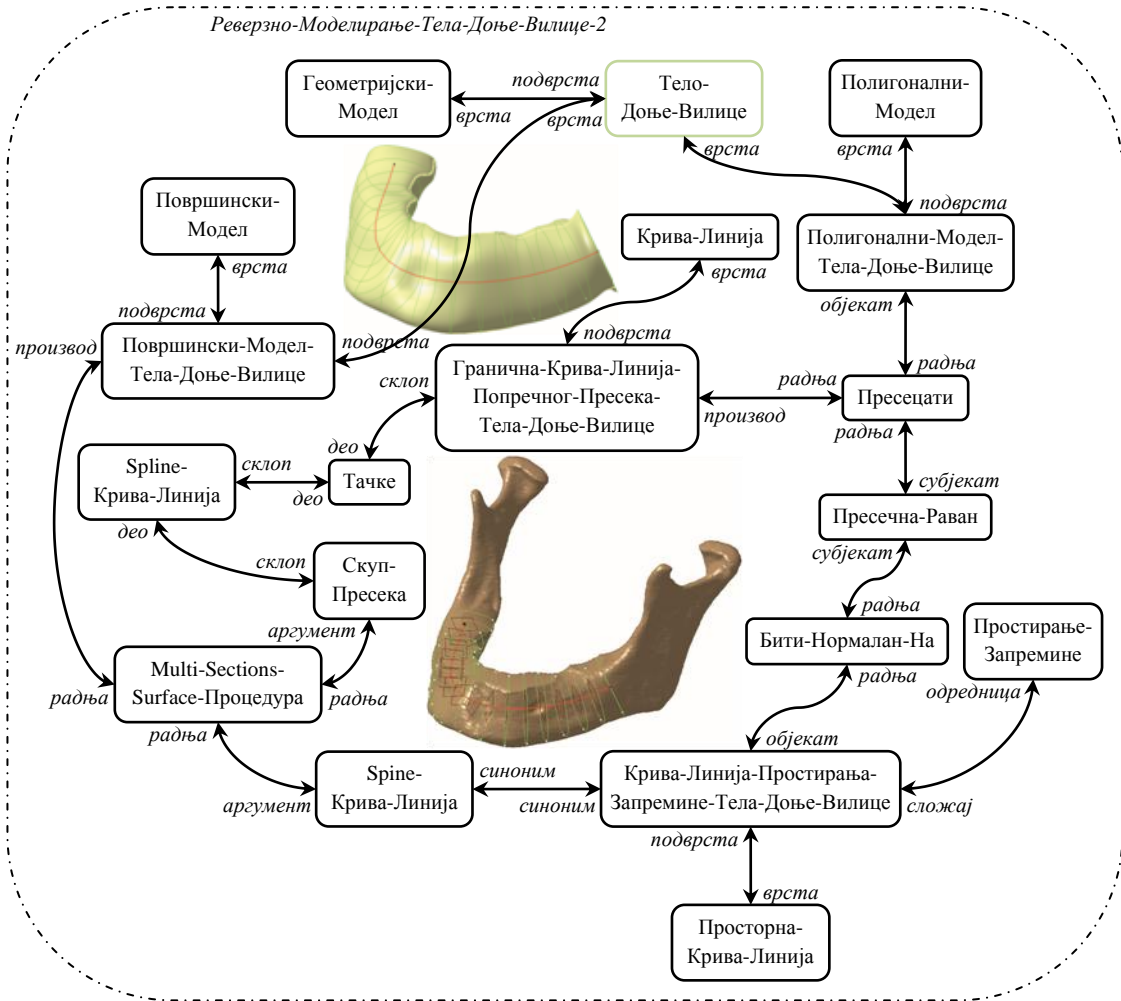 Реверзно-Моделирање-Тела-Доње-Вилице-2
Геометријски-
Модел
подврста
врста
врста
Тело-
Доње-Вилице
врста
Полигонални-
Модел
врста
подврста
Површински-
Модел
врста
подврста
Крива-Линија
врста
подврста
Полигонални-Модел-
Тела-Доње-Вилице
објекат
радња
производ
Површински-Модел-
Тела-Доње-Вилице
подврста
склоп
Гранична-Крива-Линија-
Попречног-Пресека-
Тела-Доње-Вилице
производ
радња
Пресецати
радња
субјекат
Spline-
Крива-Линија
део
склоп
део
Тачке
део
Пресечна-Раван
субјекат
радња
склоп
Скуп-
Пресека
аргумент
Бити-Нормалан-На
радња
Простирање-
Запремине
одредница
радња
Multi-Sections-
Surface-Процедура
радња
радња
објекат
аргумент
Spine-
Крива-Линија
синоним
синоним
Крива-Линија-Простирања-
Запремине-Тела-Доње-Вилице
сложај
подврста
врста
Просторна-
Крива-Линија